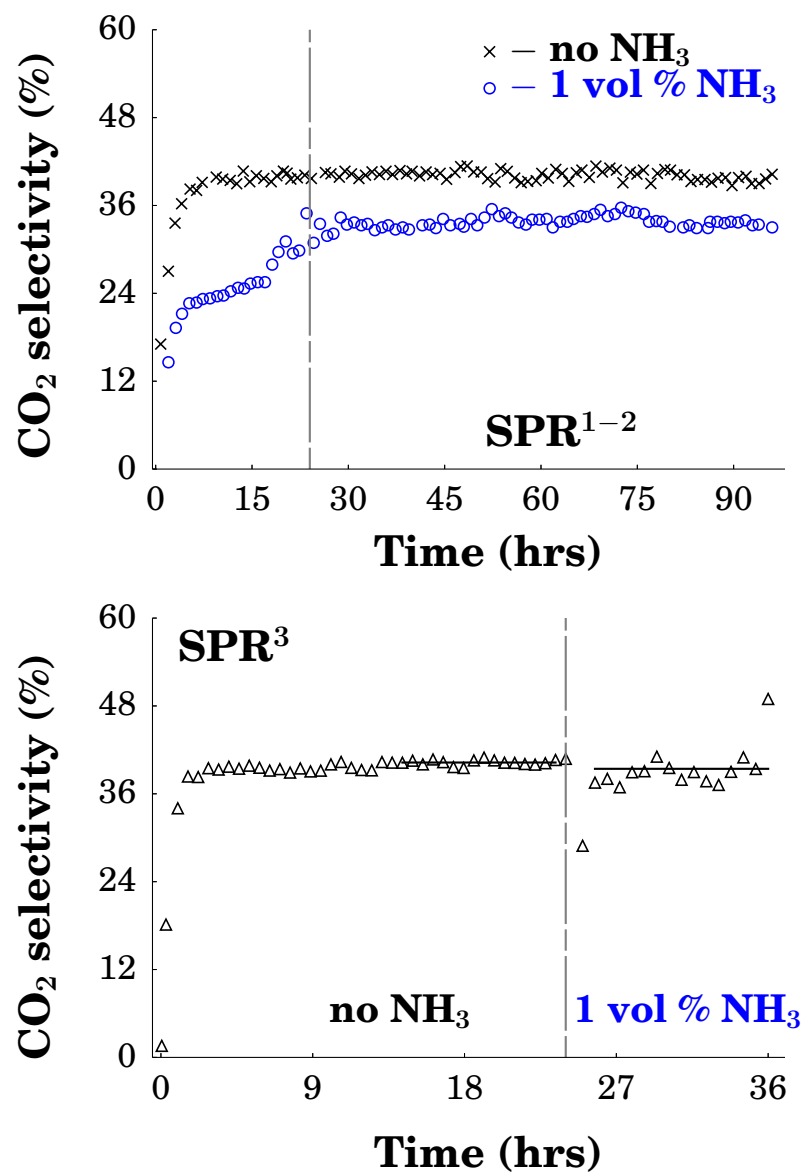 60
× – no NH₃
○ – 1 vol % NH₃
48
36
24
12
0
CO₂ selectivity (%)
SPR¹⁻²
0 15 30 45 60 75 90
Time (hrs)
60
SPR³
48
36
24
12
0
CO₂ selectivity (%)
no NH₃ 1 vol % NH₃
0 9 18 27 36
Time (hrs)